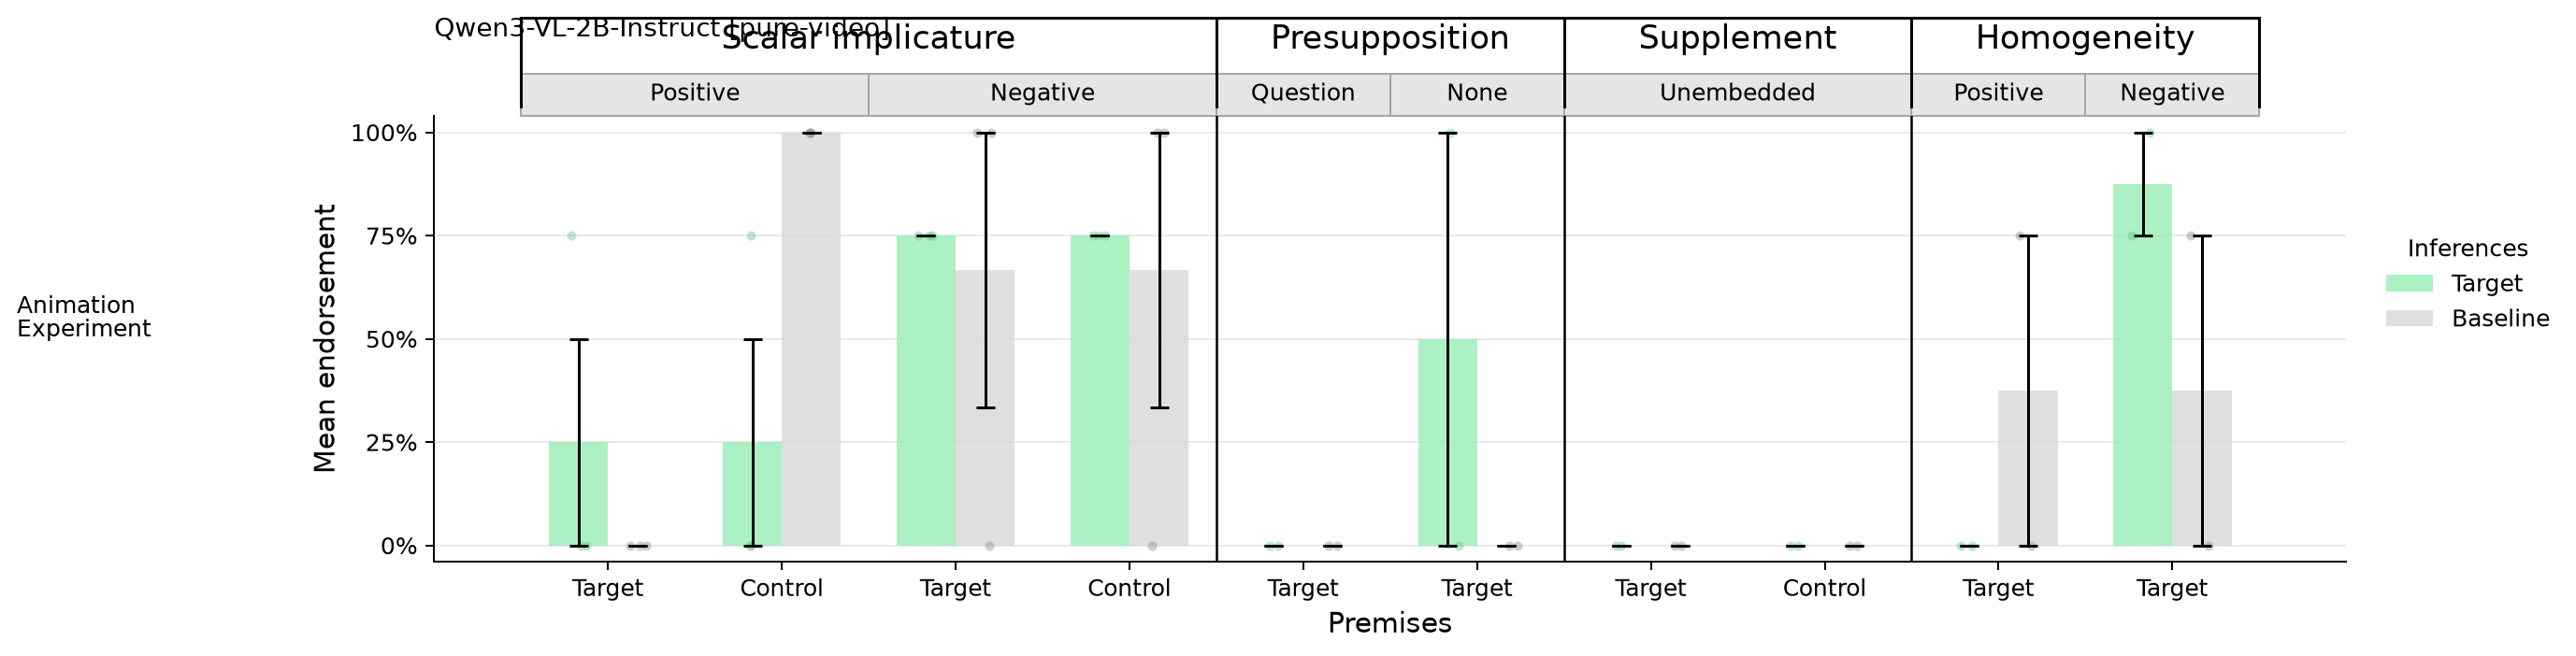 Qwen3-VL-2B-Instruct [pure-video]
Scalar Implicature Presupposition Supplement Homogeneity
Positive Negative Question None Unembedded Positive Negative
100%
75%
50%
25%
0%
Mean endorsement
Animation
Experiment
Inferences
Target
Baseline
Target Control Target Control Target Target Target Control Target Target
Premises